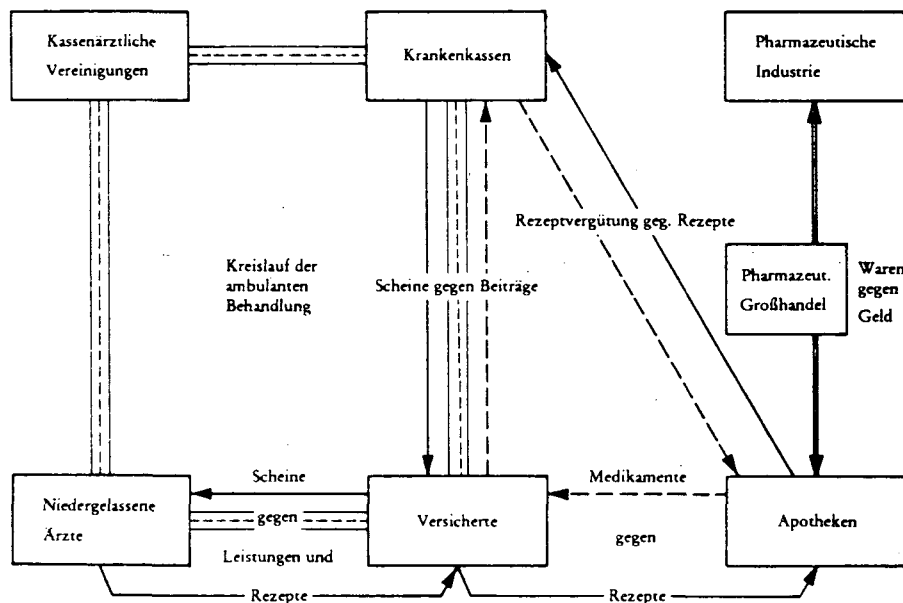 Kassenärztliche
Vereinigungen
Krankenkassen
Pharmazeutische
Industrie
Rezeptvergütung geg. Rezepte
Kreislauf der
ambulanten
Behandlung
Scheine gegen Beiträge
Pharmazeut.
Großhandel
Waren
gegen
Geld
Niedergelassene
Ärzte
Scheine
gegen
Leistungen und
Rezepte
Versicherte
Medikamente
gegen
Rezepte
Apotheken